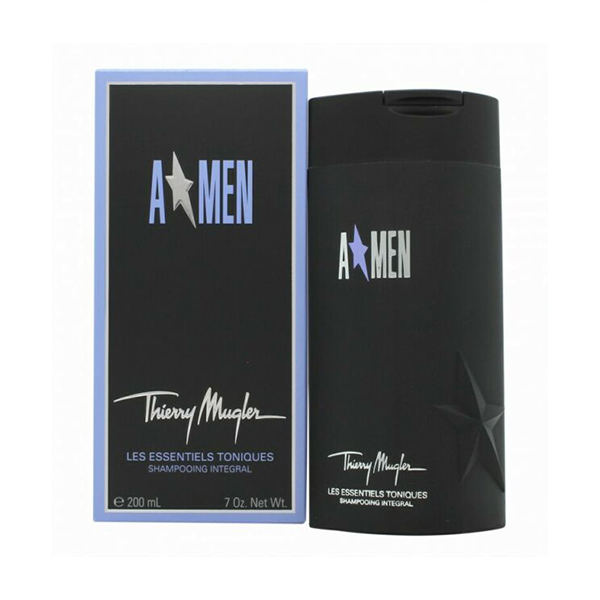 A★MEN
Thierry Mugler
LES ESSENTIELS TONIQUES
SHAMPOOING INTEGRAL
℮ 200 mL 7 Oz. Net Wt.
A★MEN
Thierry Mugler
LES ESSENTIELS TONIQUES
SHAMPOOING INTEGRAL